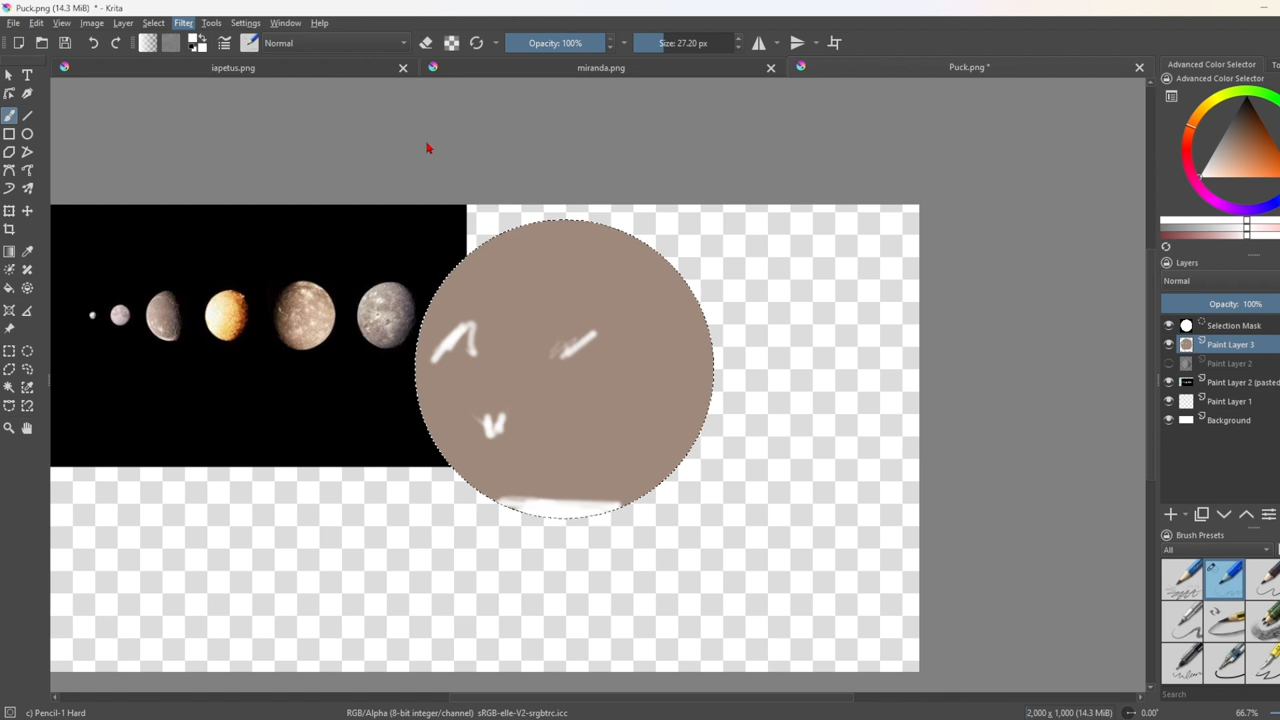 Puck.png (14.3 MiB) * - Krita
File Edit View Image Layer Select Filter Tools Settings Window Help
Normal Opacity: 100% Size: 27.20 px
iapetus.png miranda.png Puck.png *
Advanced Color Selector To
Advanced Color Selector
Layers
Normal
Opacity: 100%
Selection Mask
Paint Layer 3
Paint Layer 2
Paint Layer 2 (pasted
Paint Layer 1
Background
Brush Presets
All
Search
c) Pencil-1 Hard RGB/Alpha (8-bit integer/channel) sRGB-elle-V2-srgbtrc.icc 2,000 x 1,000 (14.3 MiB) 0.00° 66.7%